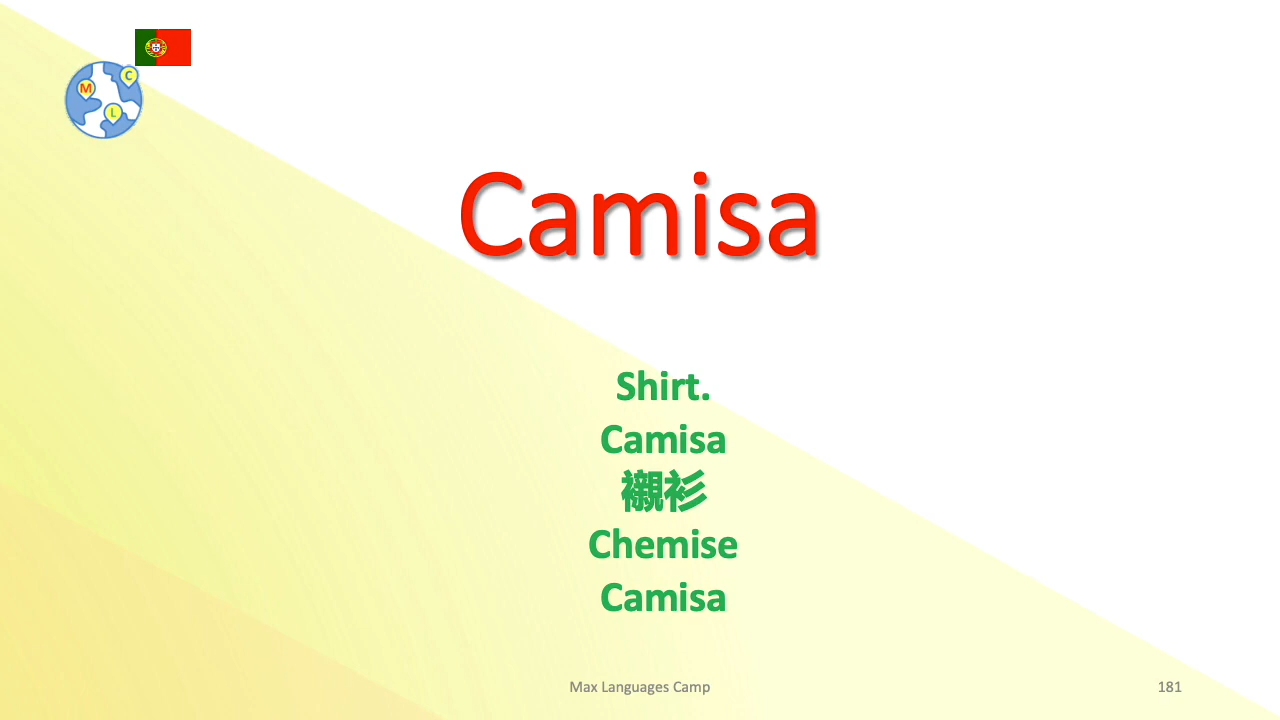 C
M
L
Camisa
Shirt.
Camisa
襯衫
Chemise
Camisa
Max Languages Camp
181